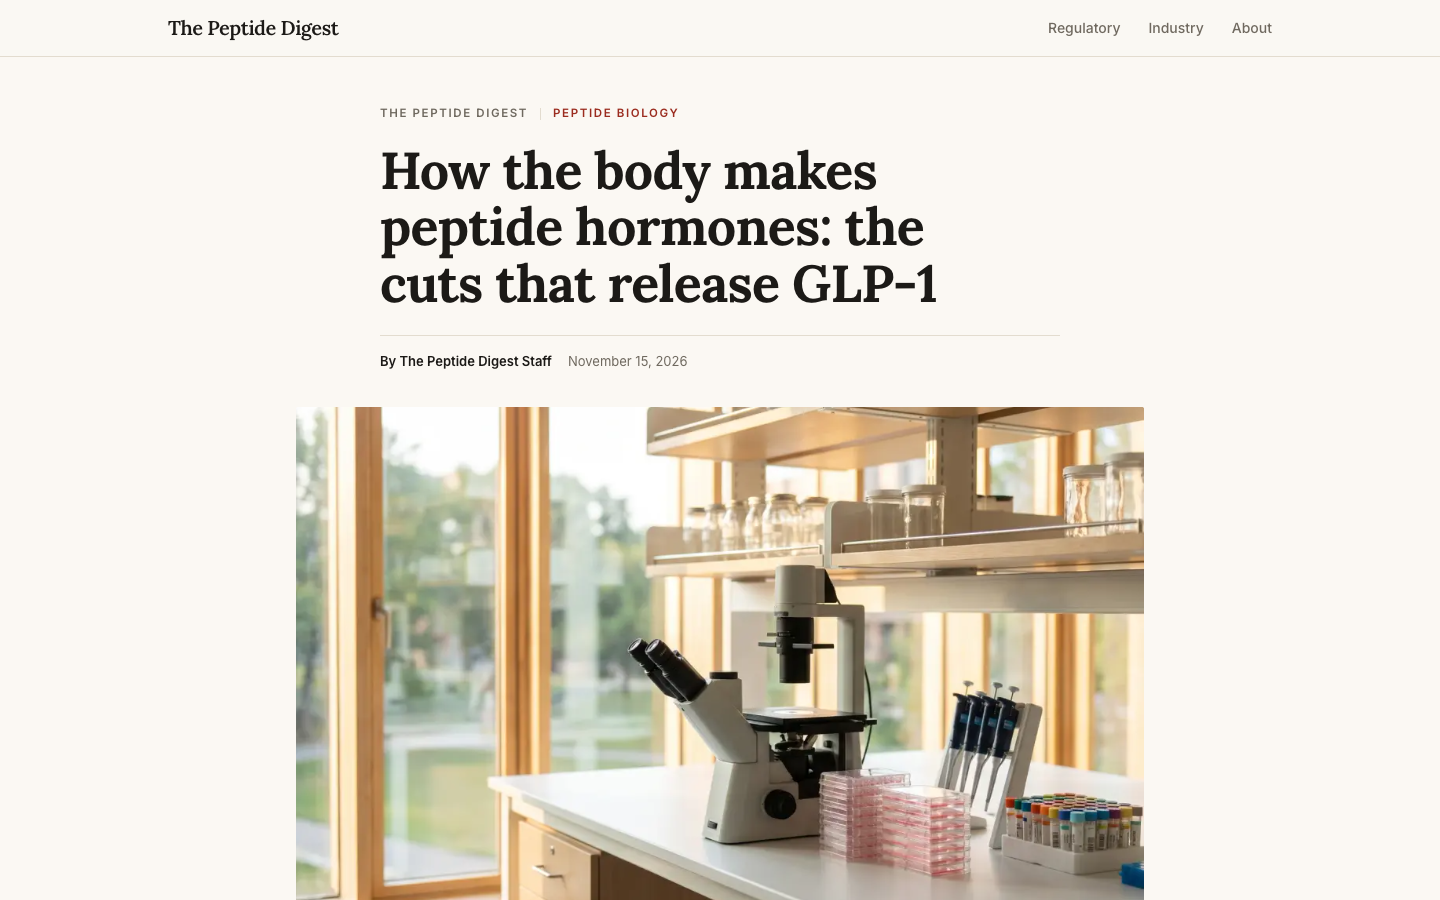 The Peptide Digest
Regulatory Industry About
THE PEPTIDE DIGEST PEPTIDE BIOLOGY
How the body makes
peptide hormones: the
cuts that release GLP-1
By The Peptide Digest Staff November 15, 2026